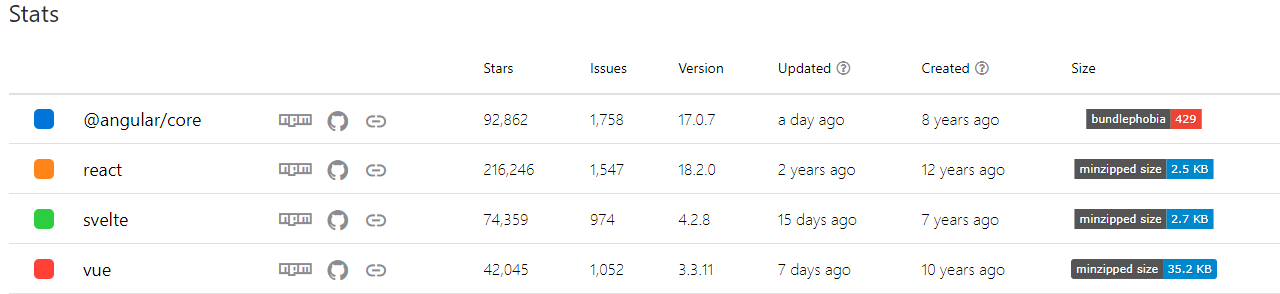 Stats
Stars Issues Version Updated ? Created ? Size
@angular/core npm 92,862 1,758 17.0.7 a day ago 8 years ago bundlephobia 429
react npm 216,246 1,547 18.2.0 2 years ago 12 years ago minzipped size 2.5 KB
svelte npm 74,359 974 4.2.8 15 days ago 7 years ago minzipped size 2.7 KB
vue npm 42,045 1,052 3.3.11 7 days ago 10 years ago minzipped size 35.2 KB